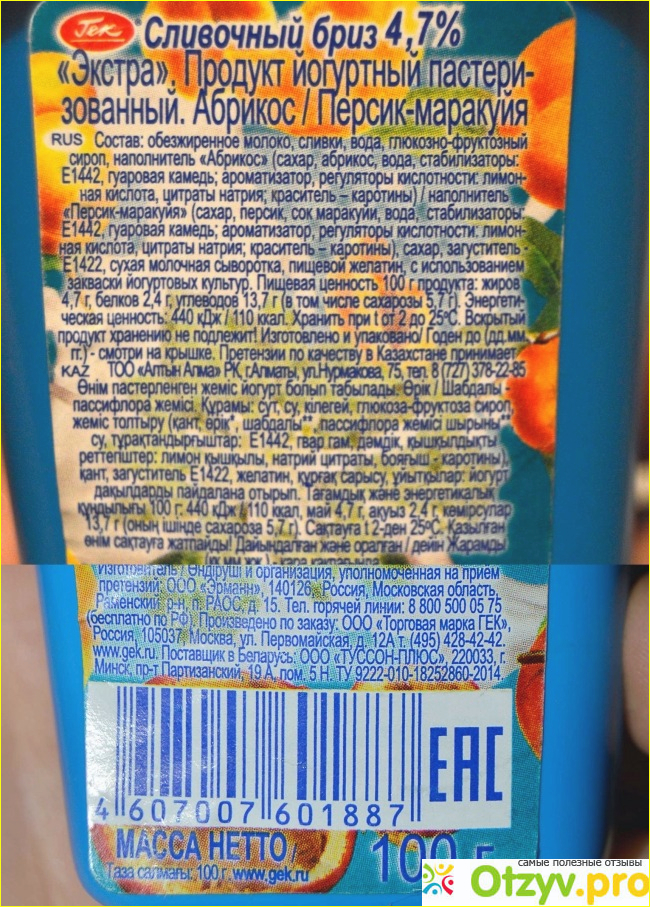 Гек
Сливочный бриз 4,7%
«Экстра». Продукт йогуртный пастери-
зованный. Абрикос / Персик-маракуйя
RUS Состав: обезжиренное молоко, сливки, вода, глюкозно-фруктозный
сироп, наполнитель «Абрикос» (сахар, абрикос, вода, стабилизаторы:
Е1442, гуаровая камедь; ароматизатор, регуляторы кислотности: лимон-
ная кислота, цитраты натрия; краситель – каротины) / наполнитель
«Персик-маракуйя» (сахар, персик, сок маракуйи, вода, стабилизаторы:
Е1442, гуаровая камедь; ароматизатор, регуляторы кислотности: лимон-
ная кислота, цитраты натрия; краситель – каротины), сахар, загуститель -
Е1422, сухая молочная сыворотка, пищевой желатин, с использованием
закваски йогуртовых культур. Пищевая ценность 100 г продукта: жиров
4,7 г, белков 2,4 г, углеводов 13,7 г (в том числе сахарозы 5,7 г). Энергети-
ческая ценность: 440 кДж / 110 ккал. Хранить при t от 2 до 25°С. Вскрытый
продукт хранению не подлежит! Изготовлено и упаковано/ Годен до (дд.мм.
гг.) - смотри на крышке. Претензии по качеству в Казахстане принимает
KAZ ТОО «Алтын Алма» РК, г.Алматы, ул.Нурмакова, 75, тел. 8 (727) 378-22-85
Өнім пастерленген жеміс йогурт болып табылады. Өрік / Шабдалы -
пассифлора жемісі. Құрамы: сүт, су, кілегей, глюкоза-фруктоза сироп,
жеміс толтыру (қант, өрік*, шабдалы**, пассифлора жемісі шырыны**,
су, тұрақтандырғыштар: Е1442, гвар гам, дәмдік, қышқылдықты
реттегіштер: лимон қышқылы, натрий цитраты, бояғыш - каротины),
қант, загуститель Е1422, желатин, құрғақ сарысу, ұйытқылар: йогурт
дақылдарды пайдалана отырып. Тағамдық және энергетикалық
құндылығы 100 г: 440 кДж / 110 ккал, май 4,7 г, ақуыз 2,4 г, көмірсулар
13,7 г (оның ішінде сахароза 5,7 г). Сақтауға t 2-ден 25°С. Қазылған
өнім сақтауға жатпайды! Дайындалған және оралған / дейін Жарамды
Изготовитель / Өндіруші и организация, уполномоченная на прием
претензий: ООО «Эрманн», 140126, Россия, Московская область,
Раменский р-н, п. РАОС, д. 15. Тел. горячей линии: 8 800 500 05 75
(бесплатно по РФ). Произведено по заказу: ООО «Торговая марка ГЕК»,
Россия, 105037, Москва, ул. Первомайская, д. 12А т. (495) 428-42-42.
www.gek.ru. Поставщик в Беларусь: ООО «ТУССОН-ПЛЮС», 220033, г.
Минск, пр-т Партизанский, 19 А, пом. 5 Н. ТУ 9222-010-18252860-2014.
EAC
4 607007 601887
МАССА НЕТТО / 100 г
Таза салмағы: 100 г. www.gek.ru
самые полезные отзывы
Otzyv.pro